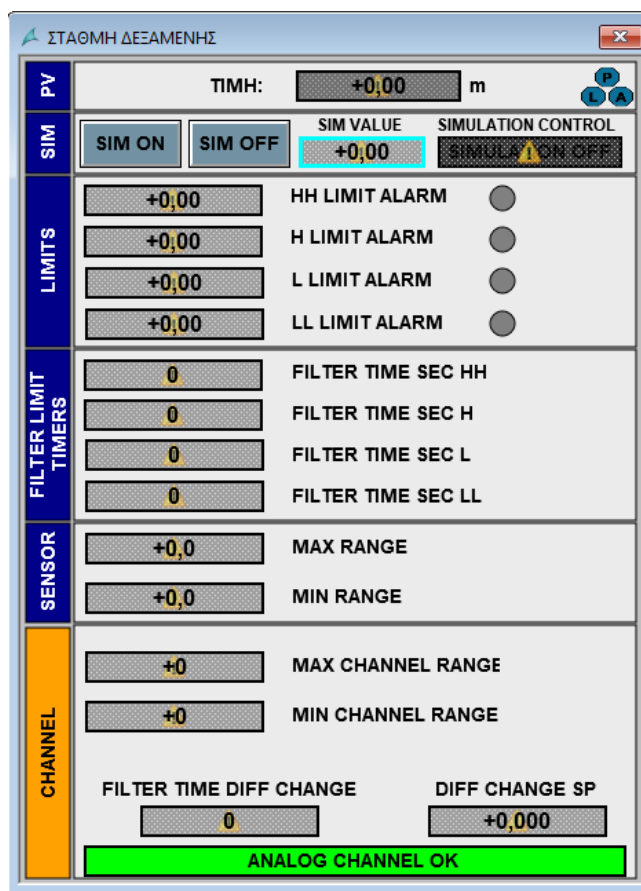 ΣΤΑΘΜΗ ΔΕΞΑΜΕΝΗΣ
PV
ΤΙΜΗ: +0,00 m
P
L A
SIM
SIM ON SIM OFF
SIM VALUE
+0,00
SIMULATION CONTROL
SIMULATION OFF
LIMITS
+0,00 HH LIMIT ALARM
+0,00 H LIMIT ALARM
+0,00 L LIMIT ALARM
+0,00 LL LIMIT ALARM
FILTER LIMIT
TIMERS
0 FILTER TIME SEC HH
0 FILTER TIME SEC H
0 FILTER TIME SEC L
0 FILTER TIME SEC LL
SENSOR
+0,0 MAX RANGE
+0,0 MIN RANGE
CHANNEL
+0 MAX CHANNEL RANGE
+0 MIN CHANNEL RANGE
FILTER TIME DIFF CHANGE
0
DIFF CHANGE SP
+0,000
ANALOG CHANNEL OK